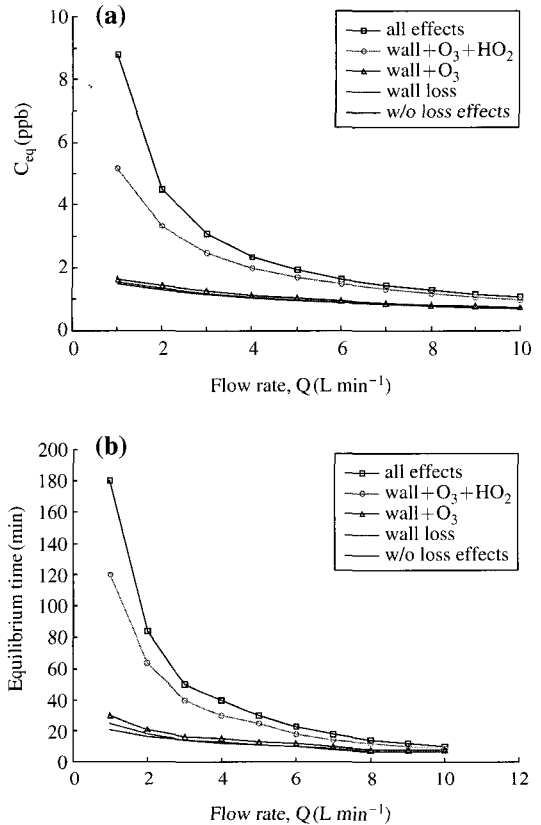 (a)
all effects
wall+O₃+HO₂
wall+O₃
wall loss
w/o loss effects
C_eq (ppb)
10
8
6
4
2
0
0 2 4 6 8 10
Flow rate, Q (L min⁻¹)
(b)
all effects
wall+O₃+HO₂
wall+O₃
wall loss
w/o loss effects
Equilibrium time (min)
200
180
160
140
120
100
80
60
40
20
0
0 2 4 6 8 10 12
Flow rate, Q (L min⁻¹)